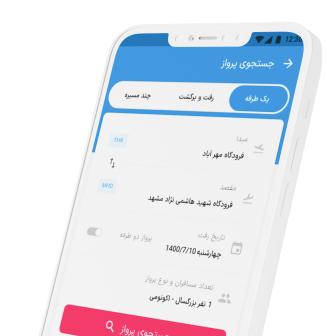 12:30
جستجوی پرواز
یک طرفه
رفت و برگشت
چند مسیره
مبدا
فرودگاه مهر آباد
THR
مقصد
فرودگاه شهید هاشمی نژاد مشهد
MHD
تاریخ رفت
چهارشنبه 1400/7/10
پرواز دو طرفه
تعداد مسافران و نوع پرواز
1 نفر بزرگسال - اکونومی
جستجوی پرواز